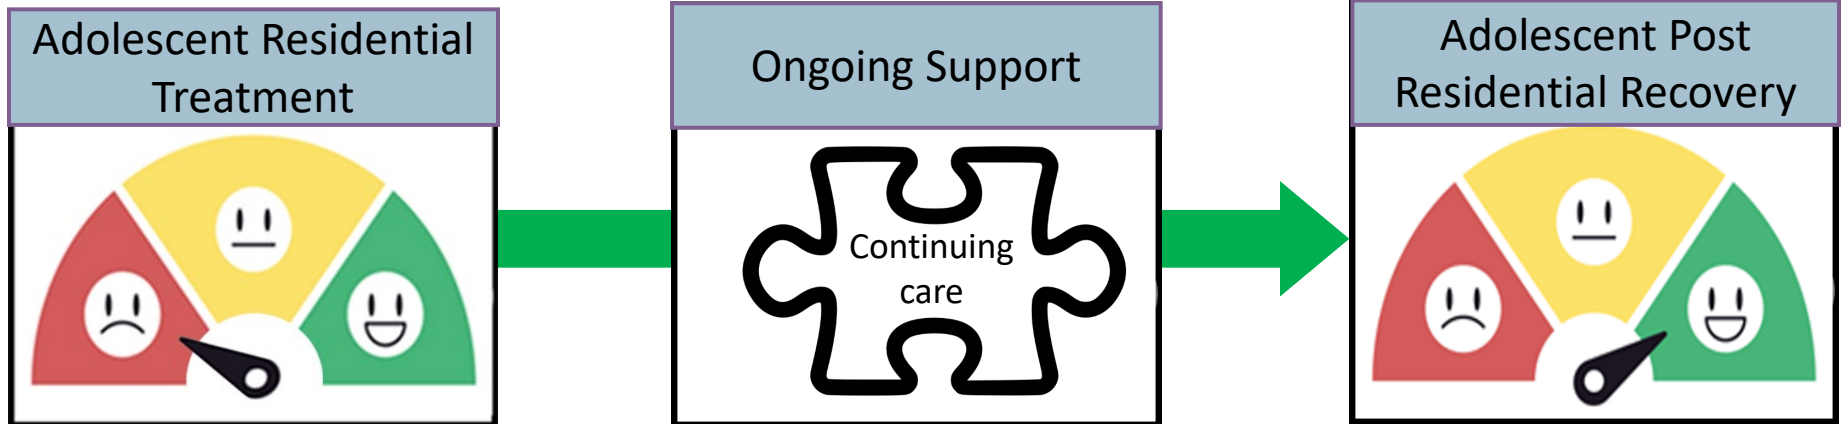 Adolescent Residential
Treatment
Ongoing Support
Continuing
care
Adolescent Post
Residential Recovery